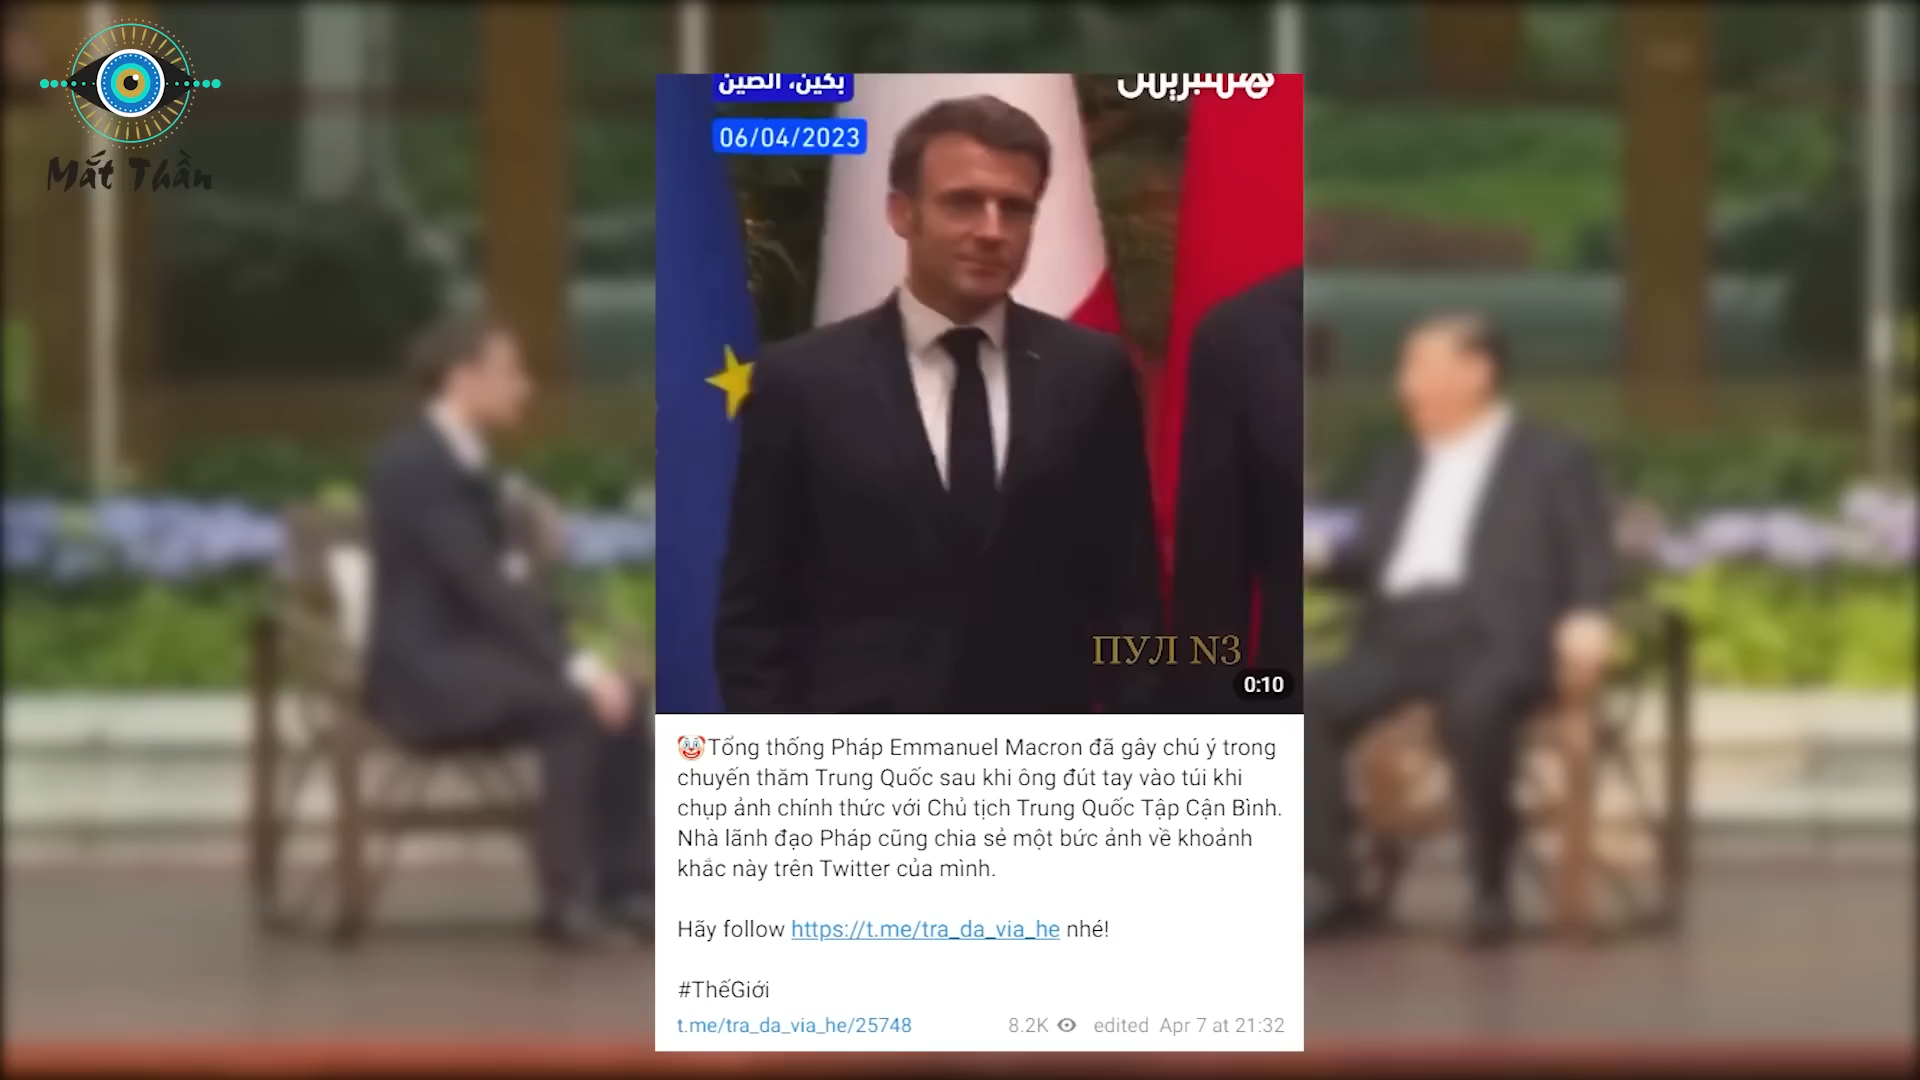 Mắt Thần
بكين، الصين
هسبريس
06/04/2023
ПУЛ N3
0:10
🤡Tổng thống Pháp Emmanuel Macron đã gây chú ý trong
chuyến thăm Trung Quốc sau khi ông đút tay vào túi khi
chụp ảnh chính thức với Chủ tịch Trung Quốc Tập Cận Bình.
Nhà lãnh đạo Pháp cũng chia sẻ một bức ảnh về khoảnh
khắc này trên Twitter của mình.
Hãy follow https://t.me/tra_da_via_he nhé!
#ThếGiới
t.me/tra_da_via_he/25748
8.2K edited Apr 7 at 21:32